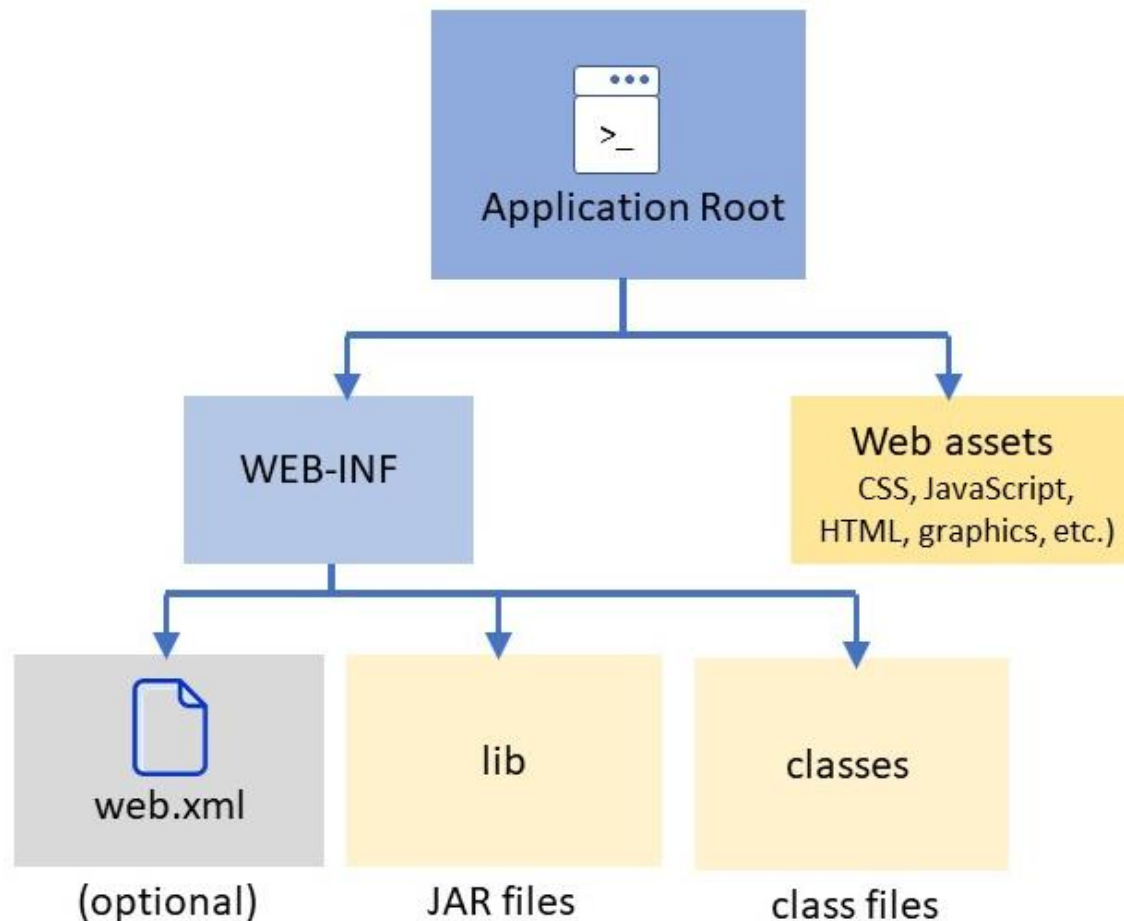 >_
Application Root
WEB-INF
Web assets
CSS, JavaScript,
HTML, graphics, etc.)
web.xml
lib
classes
(optional)
JAR files
class files